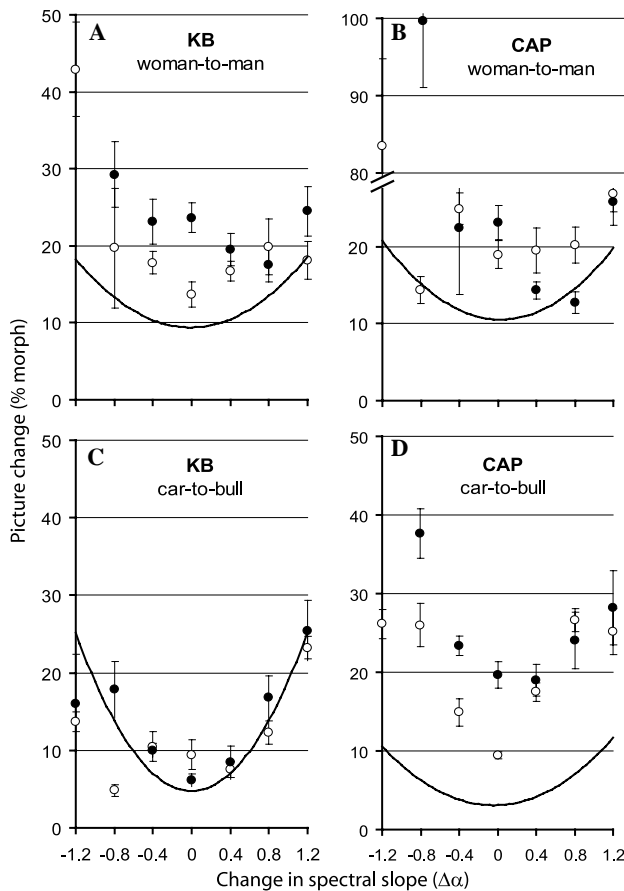 50
40
30
20
10
0
A
KB
woman-to-man
100
90
80
20
10
0
B
CAP
woman-to-man
Picture change (% morph)
50
40
30
20
10
0
C
KB
car-to-bull
50
40
30
20
10
0
D
CAP
car-to-bull
-1.2 -0.8 -0.4 0 0.4 0.8 1.2
-1.2 -0.8 -0.4 0 0.4 0.8 1.2
Change in spectral slope (Δα)